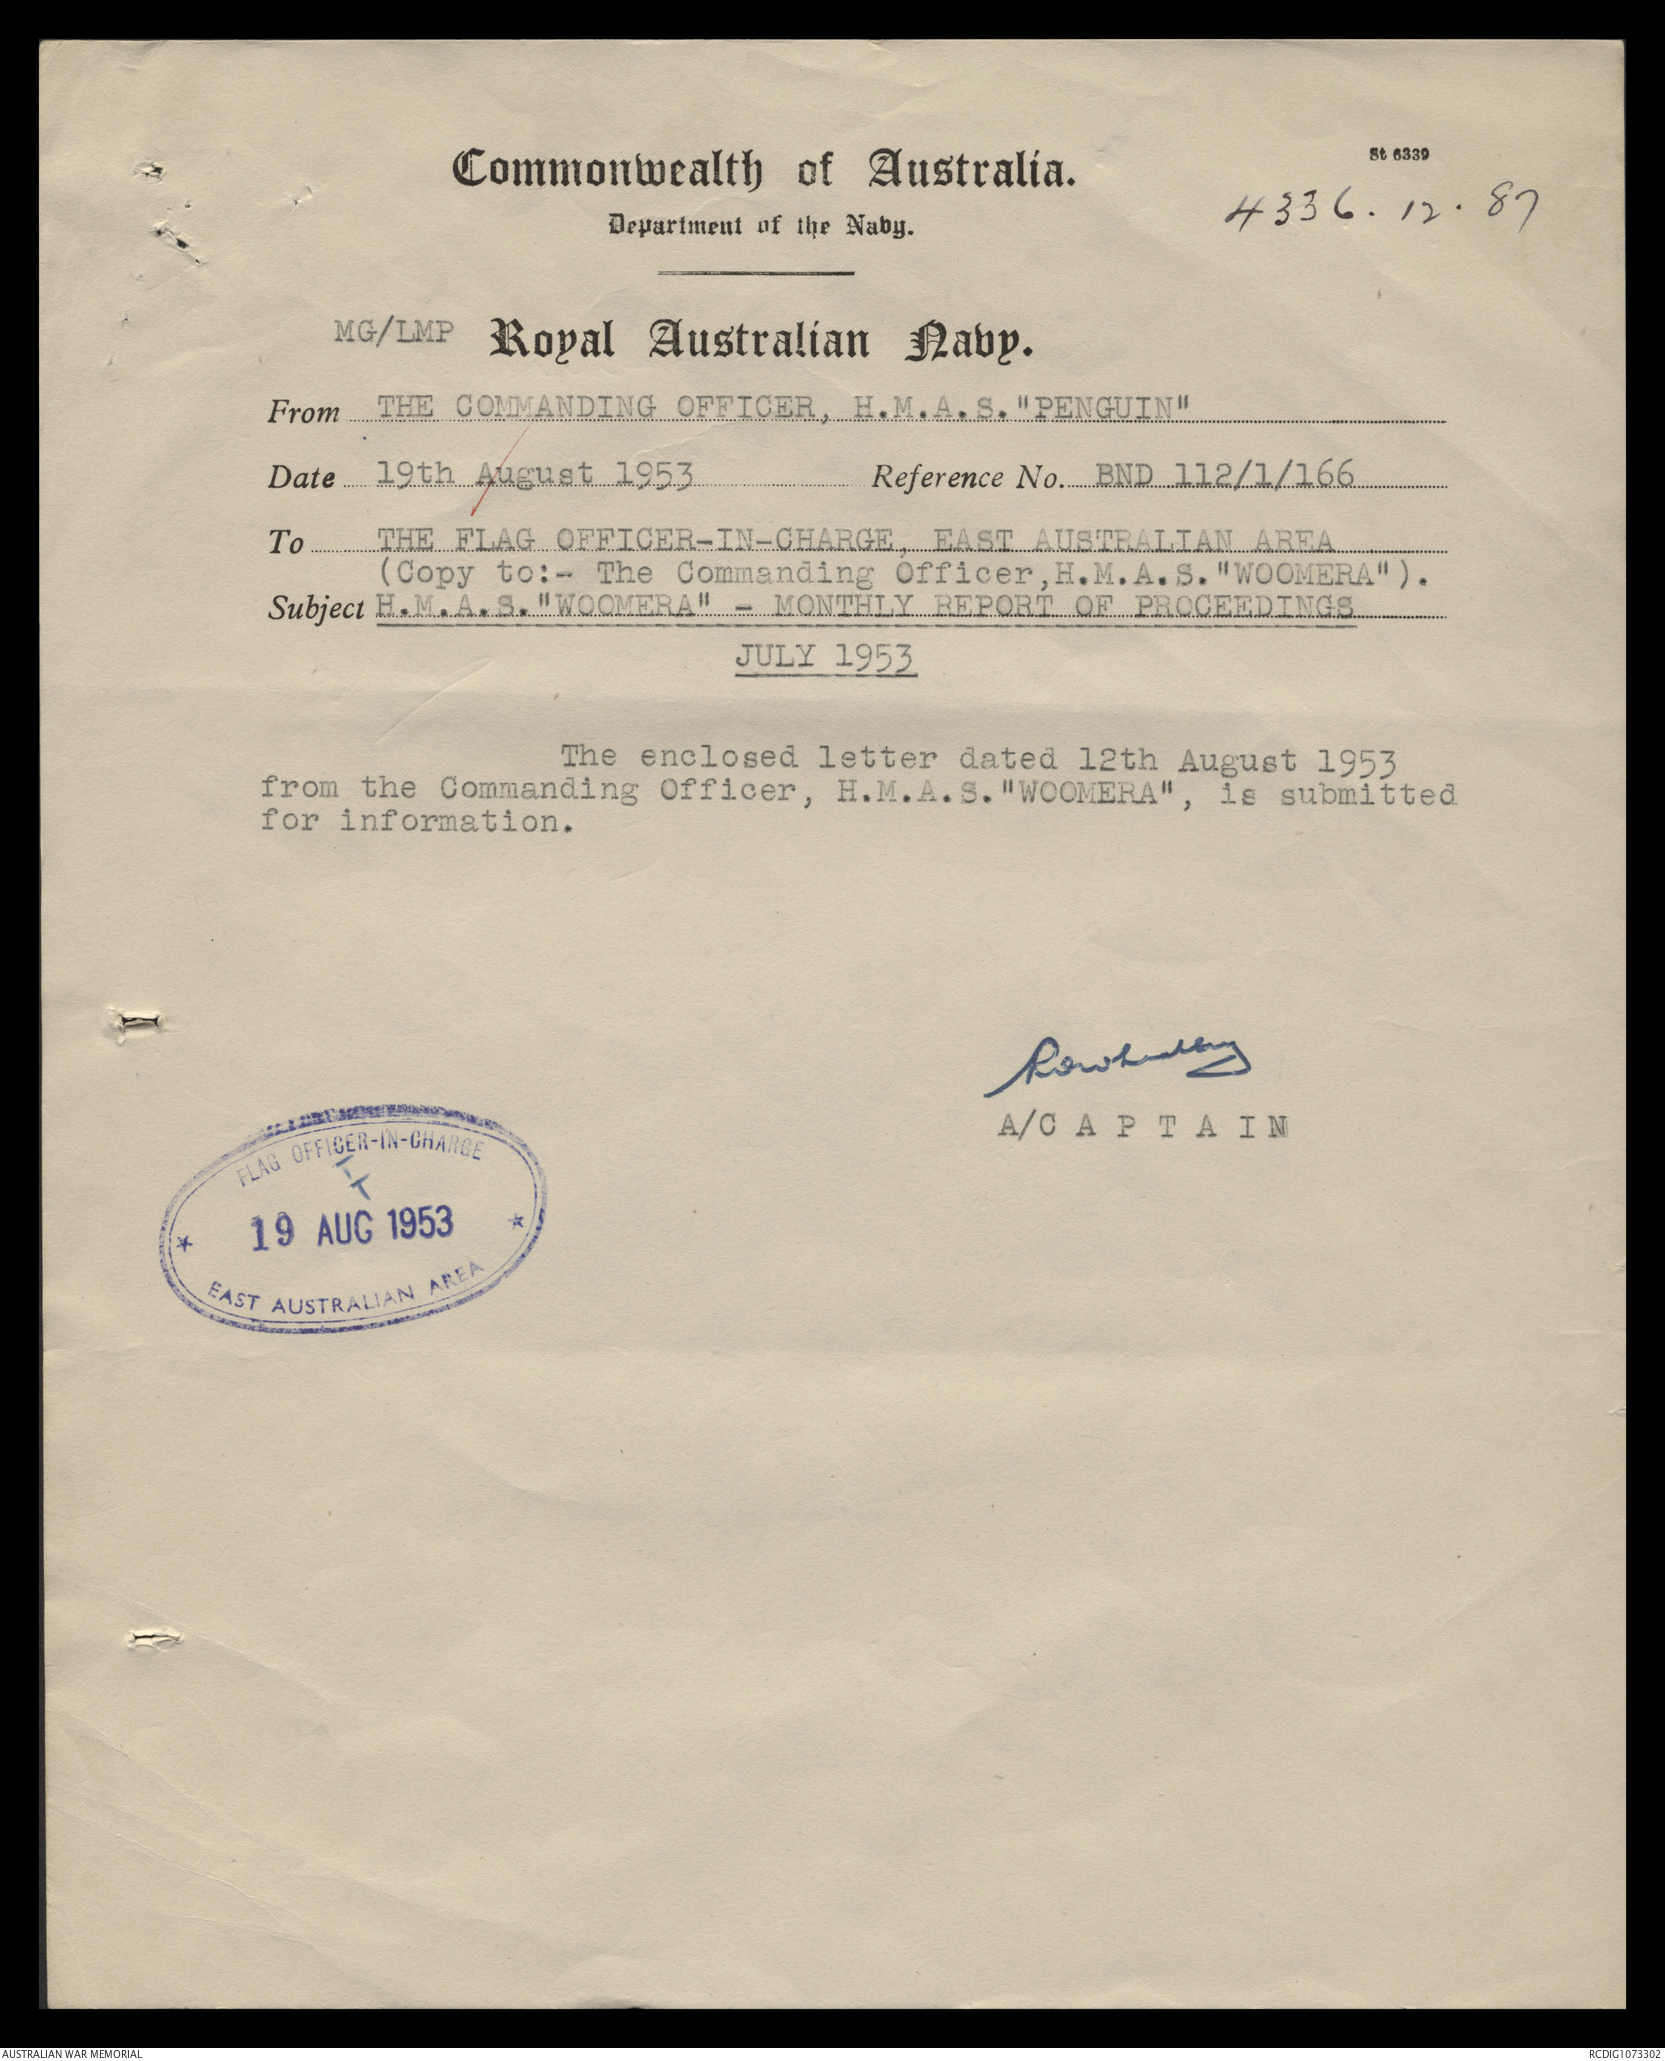 Commonwealth of Australia.
St 6339
4336.12.87
Department of the Navy.
MG/LMP Royal Australian Navy.
From THE COMMANDING OFFICER, H.M.A.S."PENGUIN"
Date 19th August 1953 Reference No. BND 112/1/166
To THE FLAG OFFICER-IN-CHARGE, EAST AUSTRALIAN AREA
(Copy to:- The Commanding Officer,H.M.A.S."WOOMERA").
Subject H.M.A.S."WOOMERA" - MONTHLY REPORT OF PROCEEDINGS
JULY 1953
The enclosed letter dated 12th August 1953
from the Commanding Officer, H.M.A.S."WOOMERA", is submitted
for information.
A/C A P T A I N
FLAG OFFICER-IN-CHARGE
19 AUG 1953
EAST AUSTRALIAN AREA
AUSTRALIAN WAR MEMORIAL
RCDIG1073302